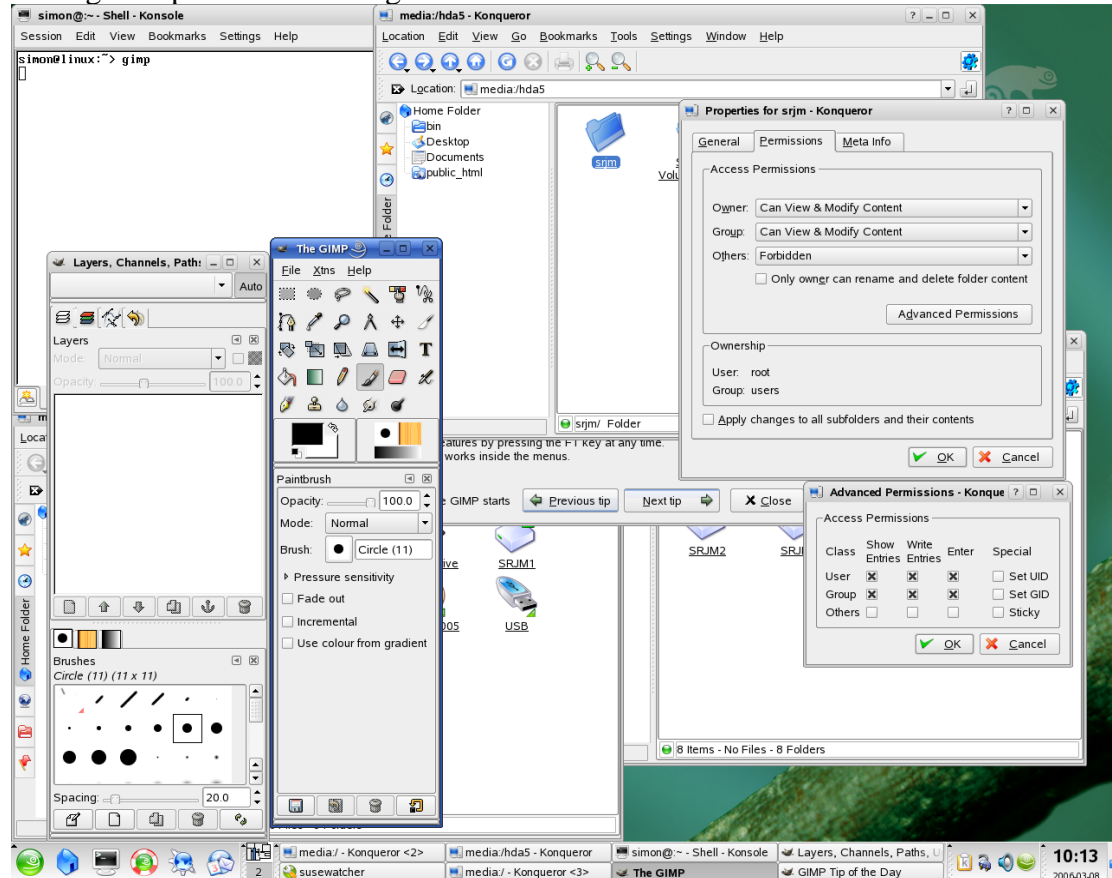 simon@:~ - Shell - Konsole
Session Edit View Bookmarks Settings Help
simon@linux:~> gimp
media:/hda5 - Konqueror
Location Edit View Go Bookmarks Tools Settings Window Help
Location: media:/hda5
Home Folder
bin
Desktop
Documents
public_html
srjm
srjm/ Folder
Properties for srjm - Konqueror
General Permissions Meta Info
Access Permissions
Owner: Can View & Modify Content
Group: Can View & Modify Content
Others: Forbidden
Only owner can rename and delete folder content
Advanced Permissions
Ownership
User: root
Group: users
Apply changes to all subfolders and their contents
OK Cancel
Layers, Channels, Paths
Auto
Layers
Mode: Normal
Opacity: 100.0
Brushes
Circle (11) (11 x 11)
Spacing: 20.0
Home Folder
The GIMP
File Xtns Help
Paintbrush
Opacity: 100.0
Mode: Normal
Brush: Circle (11)
Pressure sensitivity
Fade out
Incremental
Use colour from gradient
eatures by pressing the F1 key at any time.
works inside the menus.
GIMP starts Previous tip Next tip Close
SRJM1
005 USB
SRJM2
Advanced Permissions - Konque
Access Permissions
Class Show Entries Write Entries Enter Special
User Set UID
Group Set GID
Others Sticky
OK Cancel
8 Items - No Files - 8 Folders
media:/ - Konqueror <2> media:/hda5 - Konqueror simon@:~ - Shell - Konsole Layers, Channels, Paths, U
2 susewatcher media:/ - Konqueror <3> The GIMP GIMP Tip of the Day
10:13
2006-03-08